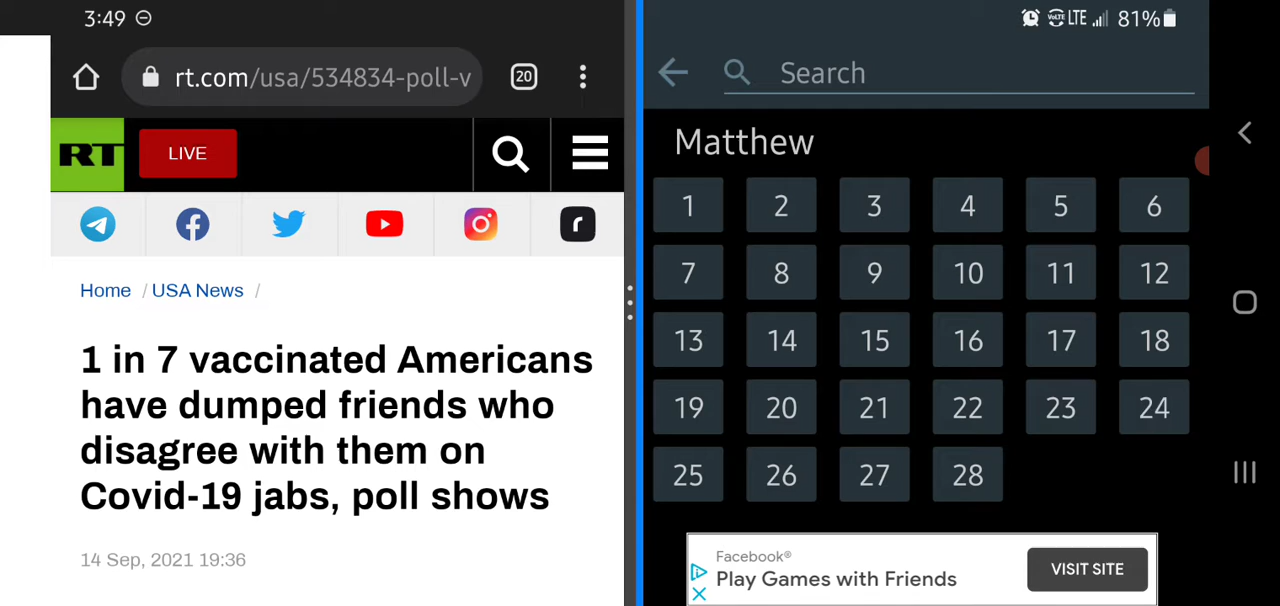 3:49
rt.com/usa/534834-poll-v
20
RT
LIVE
Home / USA News /
1 in 7 vaccinated Americans
have dumped friends who
disagree with them on
Covid-19 jabs, poll shows
14 Sep, 2021 19:36
VoLTE LTE 81%
Search
Matthew
1 2 3 4 5 6
7 8 9 10 11 12
13 14 15 16 17 18
19 20 21 22 23 24
25 26 27 28
Facebook®
Play Games with Friends
VISIT SITE